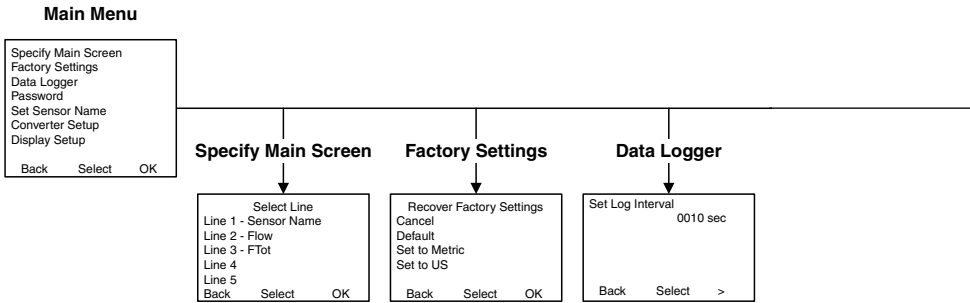 Main Menu
Specify Main Screen
Factory Settings
Data Logger
Password
Set Sensor Name
Converter Setup
Display Setup
Back Select OK
Specify Main Screen
Select Line
Line 1 - Sensor Name
Line 2 - Flow
Line 3 - FTot
Line 4
Line 5
Back Select OK
Factory Settings
Recover Factory Settings
Cancel
Default
Set to Metric
Set to US
Back Select OK
Data Logger
Set Log Interval
0010 sec
Back Select >